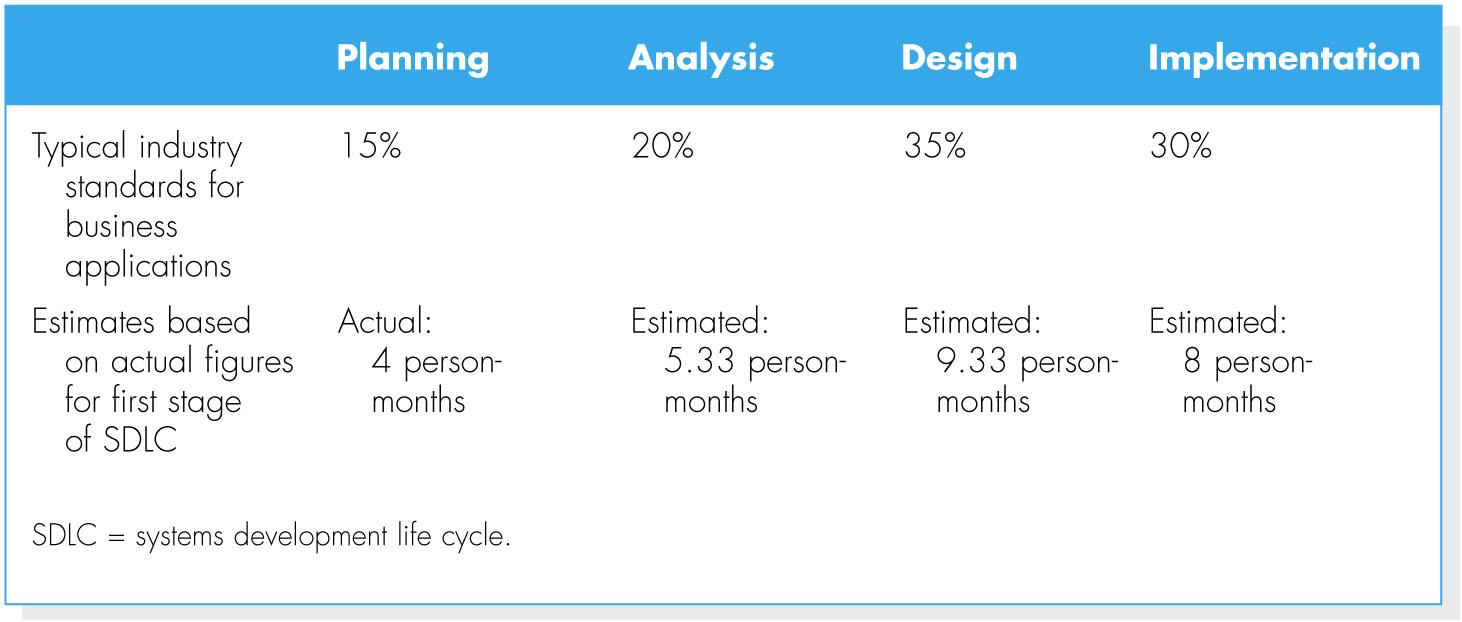 Planning Analysis Design Implementation
Typical industry 15% 20% 35% 30%
standards for
business
applications
Estimates based Actual: Estimated: Estimated: Estimated:
on actual figures 4 person- 5.33 person- 9.33 person- 8 person-
for first stage months months months months
of SDLC
SDLC = systems development life cycle.